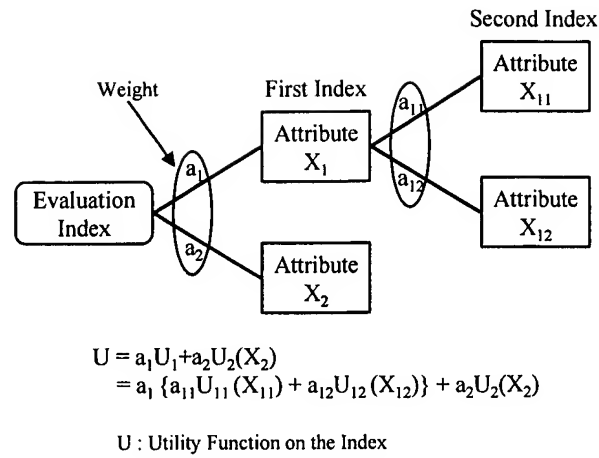 Second Index
Attribute
X₁₁
Weight
First Index
a₁₁
Attribute
X₁
a₁
a₁₂
Evaluation
Index
Attribute
X₁₂
a₂
Attribute
X₂
U = a₁U₁+a₂U₂(X₂)
= a₁ {a₁₁U₁₁(X₁₁) + a₁₂U₁₂(X₁₂)} + a₂U₂(X₂)
U : Utility Function on the Index